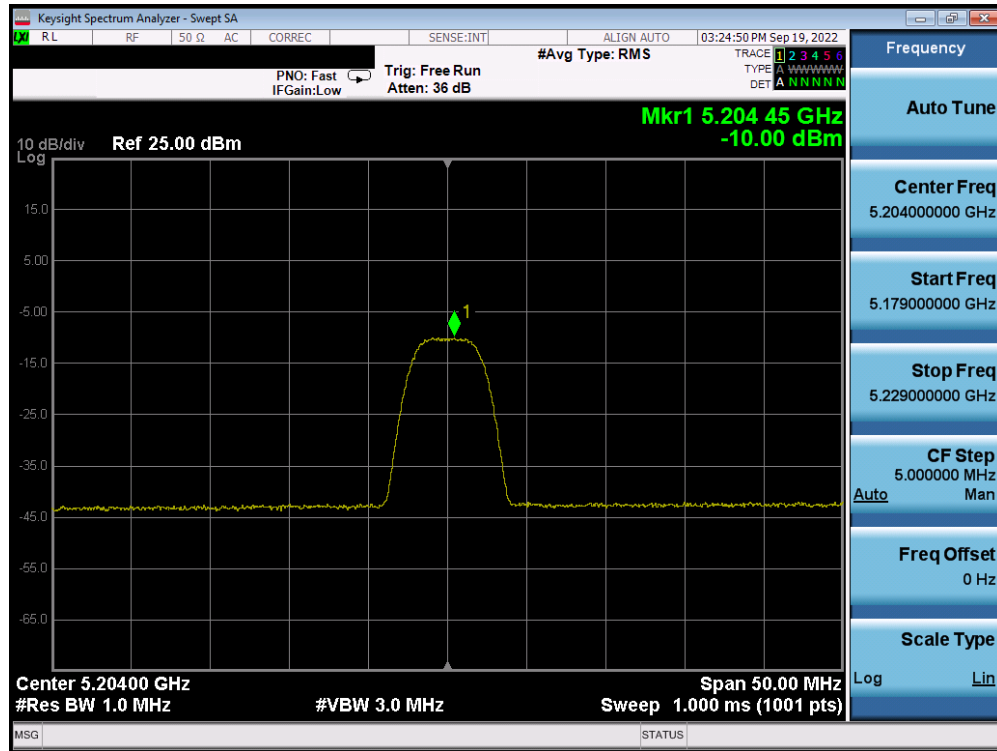 Keysight Spectrum Analyzer - Swept SA
LXI RL RF 50 Ω AC CORREC SENSE:INT ALIGN AUTO 03:24:50 PM Sep 19, 2022
#Avg Type: RMS
TRACE 1 2 3 4 5 6
TYPE A WWWWW
DET A N N N N N
PNO: Fast
IFGain:Low
Trig: Free Run
Atten: 36 dB
Mkr1 5.204 45 GHz
-10.00 dBm
10 dB/div
Log
Ref 25.00 dBm
15.0
5.00
-5.00
-15.0
-25.0
-35.0
-45.0
-55.0
-65.0
1
Center 5.20400 GHz
Span 50.00 MHz
#Res BW 1.0 MHz
#VBW 3.0 MHz
Sweep 1.000 ms (1001 pts)
MSG
STATUS
Frequency
Auto Tune
Center Freq
5.204000000 GHz
Start Freq
5.179000000 GHz
Stop Freq
5.229000000 GHz
CF Step
5.000000 MHz
Auto Man
Freq Offset
0 Hz
Scale Type
Log Lin